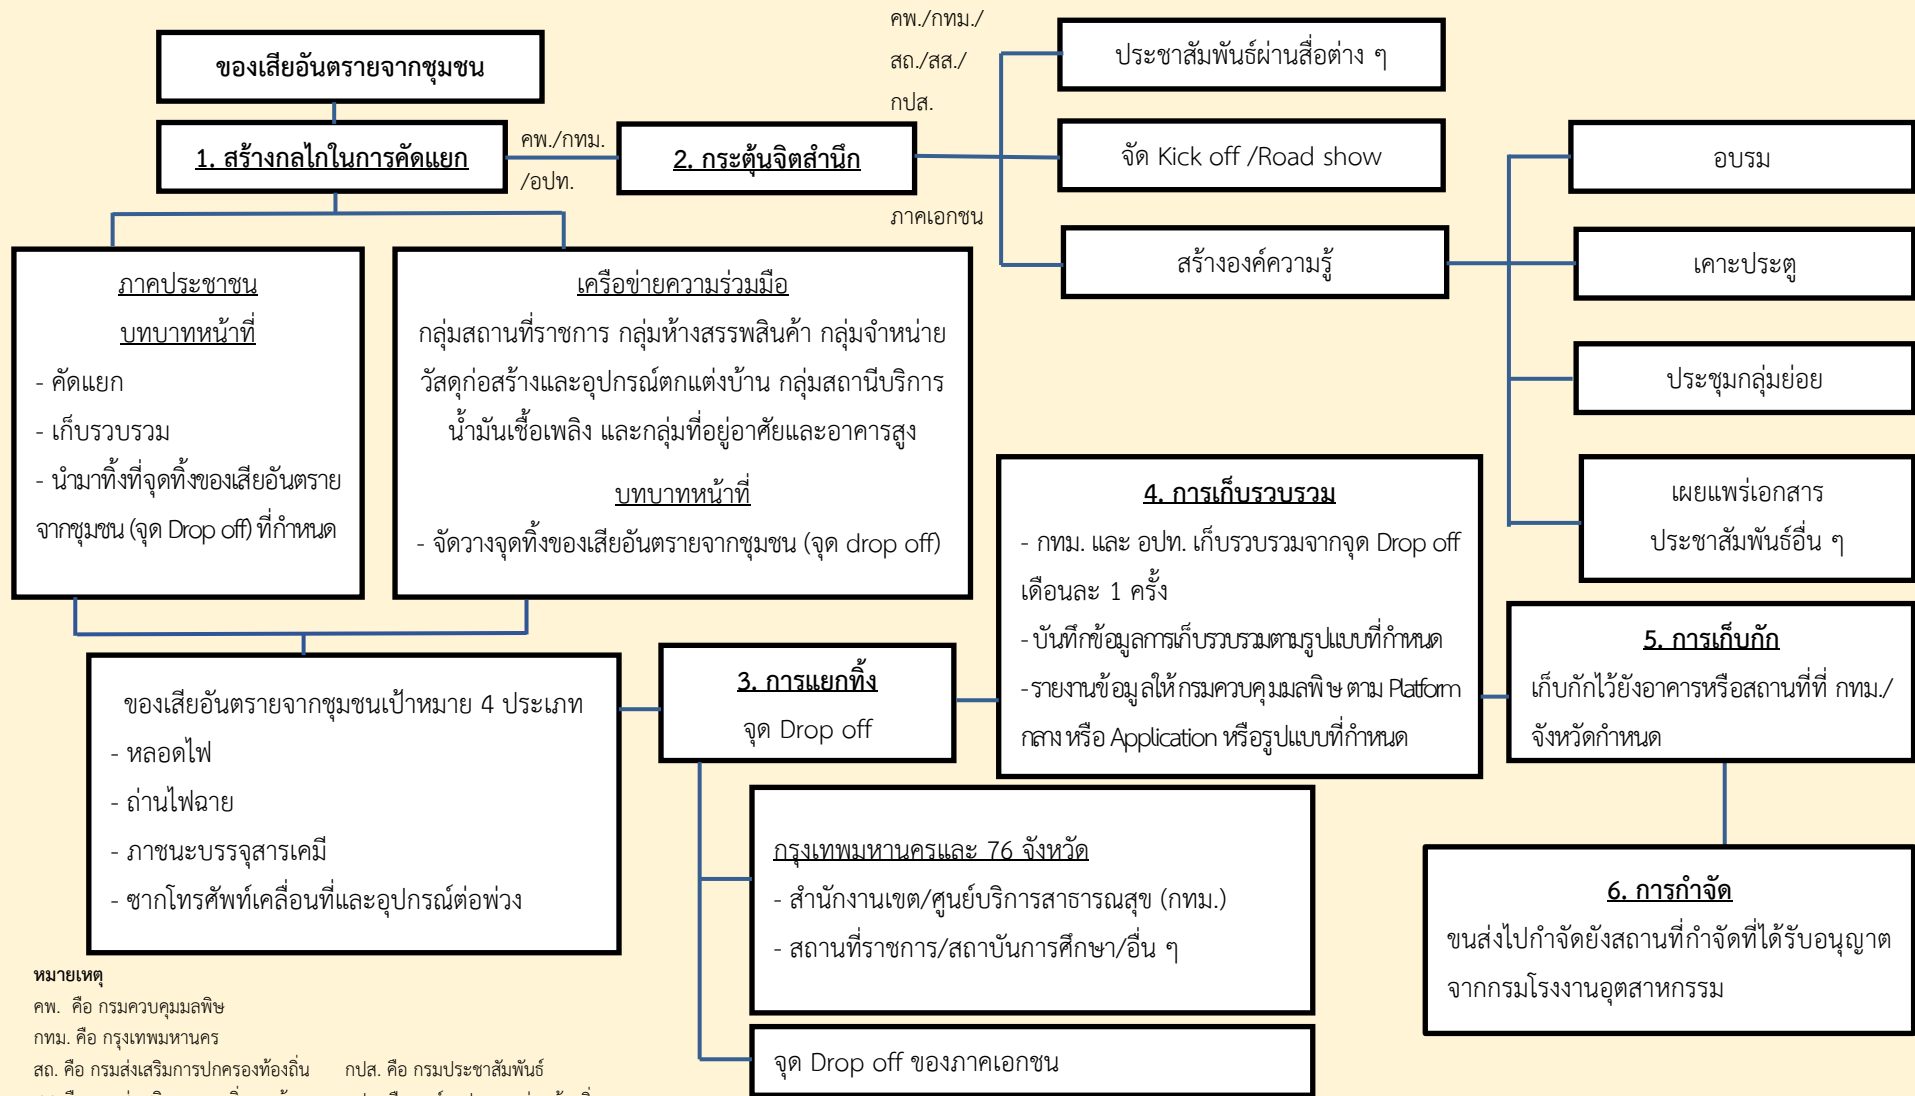 ของเสียอันตรายจากชุมชน
1. สร้างกลไกในการคัดแยก
คพ./กทม.
/อปท.
2. กระตุ้นจิตสำนึก
คพ./กทม./
สถ./สส./
กปส.
ภาคเอกชน
ประชาสัมพันธ์ผ่านสื่อต่าง ๆ
จัด Kick off /Road show
สร้างองค์ความรู้
อบรม
เคาะประตู
ประชุมกลุ่มย่อย
เผยแพร่เอกสาร
ประชาสัมพันธ์อื่น ๆ
ภาคประชาชน
บทบาทหน้าที่
- คัดแยก
- เก็บรวบรวม
- นำมาทิ้งที่จุดทิ้งของเสียอันตราย
จากชุมชน (จุด Drop off) ที่กำหนด
เครือข่ายความร่วมมือ
กลุ่มสถานที่ราชการ กลุ่มห้างสรรพสินค้า กลุ่มจำหน่าย
วัสดุก่อสร้างและอุปกรณ์ตกแต่งบ้าน กลุ่มสถานีบริการ
น้ำมันเชื้อเพลิง และกลุ่มที่อยู่อาศัยและอาคารสูง
บทบาทหน้าที่
- จัดวางจุดทิ้งของเสียอันตรายจากชุมชน (จุด drop off)
ของเสียอันตรายจากชุมชนเป้าหมาย 4 ประเภท
- หลอดไฟ
- ถ่านไฟฉาย
- ภาชนะบรรจุสารเคมี
- ซากโทรศัพท์เคลื่อนที่และอุปกรณ์ต่อพ่วง
3. การแยกทิ้ง
จุด Drop off
กรุงเทพมหานครและ 76 จังหวัด
- สำนักงานเขต/ศูนย์บริการสาธารณสุข (กทม.)
- สถานที่ราชการ/สถาบันการศึกษา/อื่น ๆ
จุด Drop off ของภาคเอกชน
4. การเก็บรวบรวม
- กทม. และ อปท. เก็บรวบรวมจากจุด Drop off
เดือนละ 1 ครั้ง
- บันทึกข้อมูลการเก็บรวบรวมตามรูปแบบที่กำหนด
- รายงานข้อมูลให้กรมควบคุมมลพิษ ตาม Platform
กลาง หรือ Application หรือรูปแบบที่กำหนด
5. การเก็บกัก
เก็บกักไว้ยังอาคารหรือสถานที่ที่ กทม./
จังหวัดกำหนด
6. การกำจัด
ขนส่งไปกำจัดยังสถานที่กำจัดที่ได้รับอนุญาต
จากกรมโรงงานอุตสาหกรรม
หมายเหตุ
คพ. คือ กรมควบคุมมลพิษ
กทม. คือ กรุงเทพมหานคร
สถ. คือ กรมส่งเสริมการปกครองท้องถิ่น กปส. คือ กรมประชาสัมพันธ์